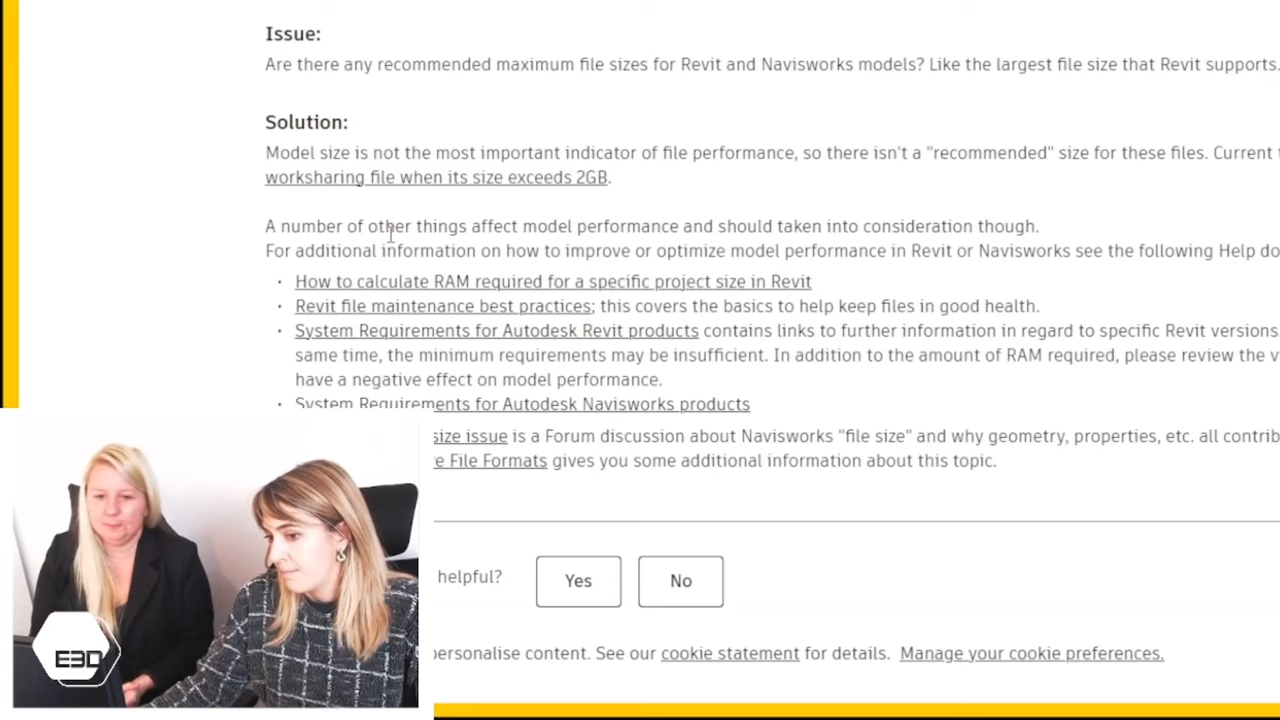 Issue:
Are there any recommended maximum file sizes for Revit and Navisworks models? Like the largest file size that Revit supports.
Solution:
Model size is not the most important indicator of file performance, so there isn't a "recommended" size for these files. Current
worksharing file when its size exceeds 2GB.
A number of other things affect model performance and should taken into consideration though.
For additional information on how to improve or optimize model performance in Revit or Navisworks see the following Help
• How to calculate RAM required for a specific project size in Revit
• Revit file maintenance best practices; this covers the basics to help keep files in good health.
• System Requirements for Autodesk Revit products contains links to further information in regard to specific Revit versions.
same time, the minimum requirements may be insufficient. In addition to the amount of RAM required, please review the
have a negative effect on model performance.
• System Requirements for Autodesk Navisworks products
size issue is a Forum discussion about Navisworks "file size" and why geometry, properties, etc. all
e File Formats gives you some additional information about this topic.
helpful?
Yes
No
personalise content. See our cookie statement for details. Manage your cookie preferences.
E3D